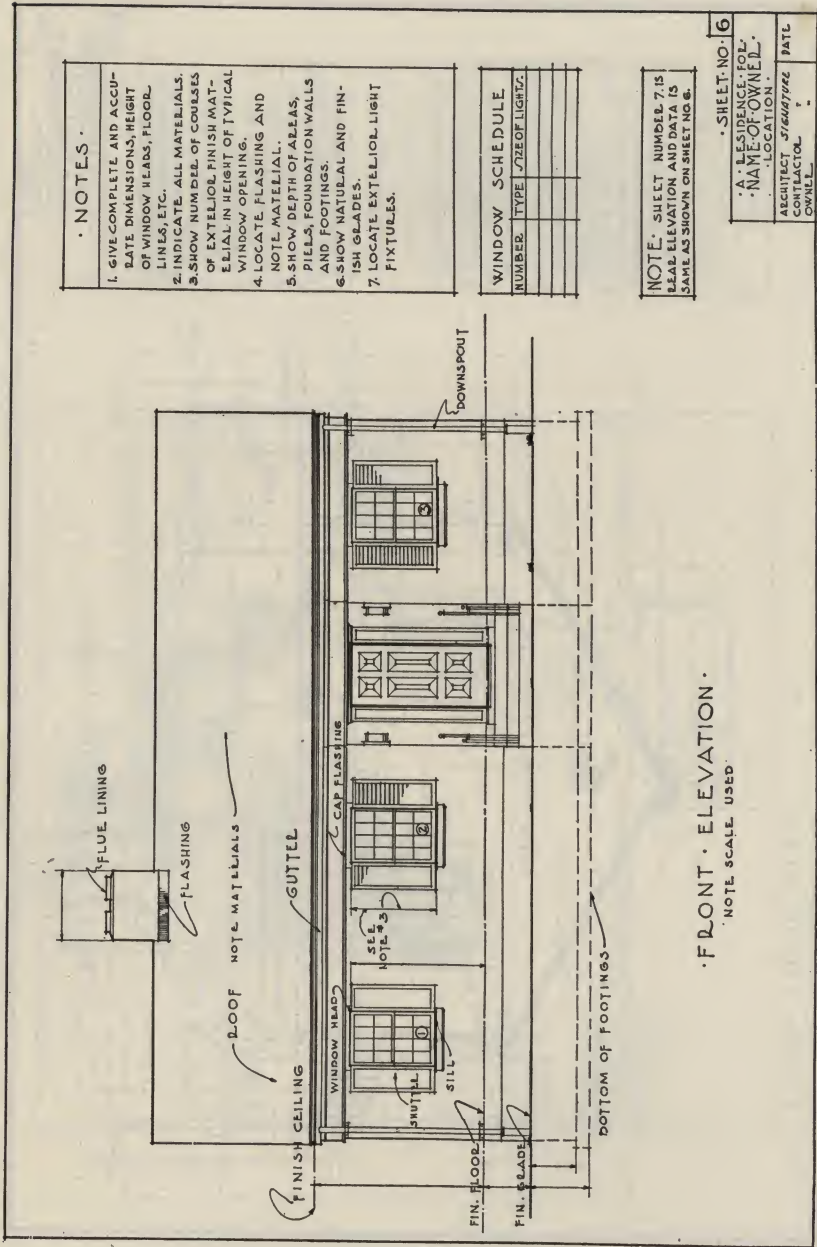 · NOTES ·
1. GIVE COMPLETE AND ACCU-
RATE DIMENSIONS, HEIGHT
OF WINDOW HEADS, FLOOR
LINES, ETC.
2. INDICATE ALL MATERIALS.
3. SHOW NUMBER OF COURSES
OF EXTERIOR FINISH MAT-
ERIAL IN HEIGHT OF TYPICAL
WINDOW OPENING.
4. LOCATE FLASHING AND
NOTE MATERIAL.
5. SHOW DEPTH OF AREAS,
PIERS, FOUNDATION WALLS
AND FOOTINGS.
6. SHOW NATURAL AND FIN-
ISH GRADES.
7. LOCATE EXTERIOR LIGHT
FIXTURES.
WINDOW SCHEDULE
NUMBER TYPE SIZE OF LIGHTS.
NOTE: SHEET NUMBER 7. IS
REAR ELEVATION AND DATA IS
SAME AS SHOWN ON SHEET NO 6.
· SHEET · NO · 6
· A · RESIDENCE · FOR ·
· NAME · OF · OWNER ·
· LOCATION ·
ARCHITECT SIGNATURE DATE
CONTRACTOR "
OWNER "
FLUE LINING
FLASHING
ROOF NOTE MATERIALS
GUTTER
FINISH CEILING
WINDOW HEAD
CAP FLASHING
SEE
NOTE #3
SHUTTER
SILL
1
2
3
DOWNSPOUT
FIN. FLOOR
FIN. GRADE
BOTTOM OF FOOTINGS
· FRONT · ELEVATION ·
NOTE SCALE USED